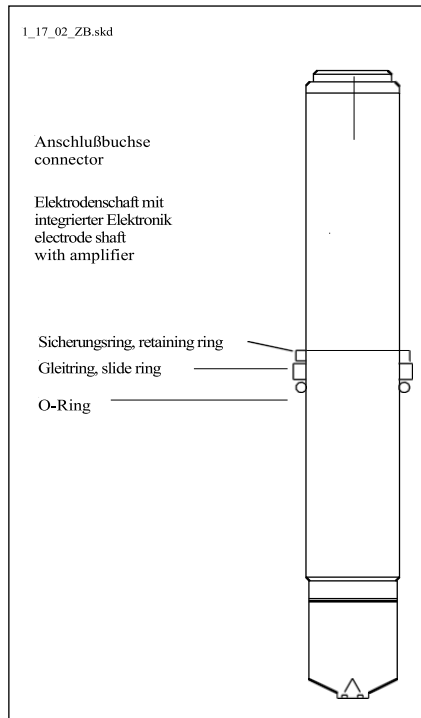 1_17_02_ZB.skd
Anschlußbuchse
connector
Elektrodenschaft mit
integrierter Elektronik
electrode shaft
with amplifier
Sicherungsring, retaining ring
Gleitring, slide ring
O-Ring